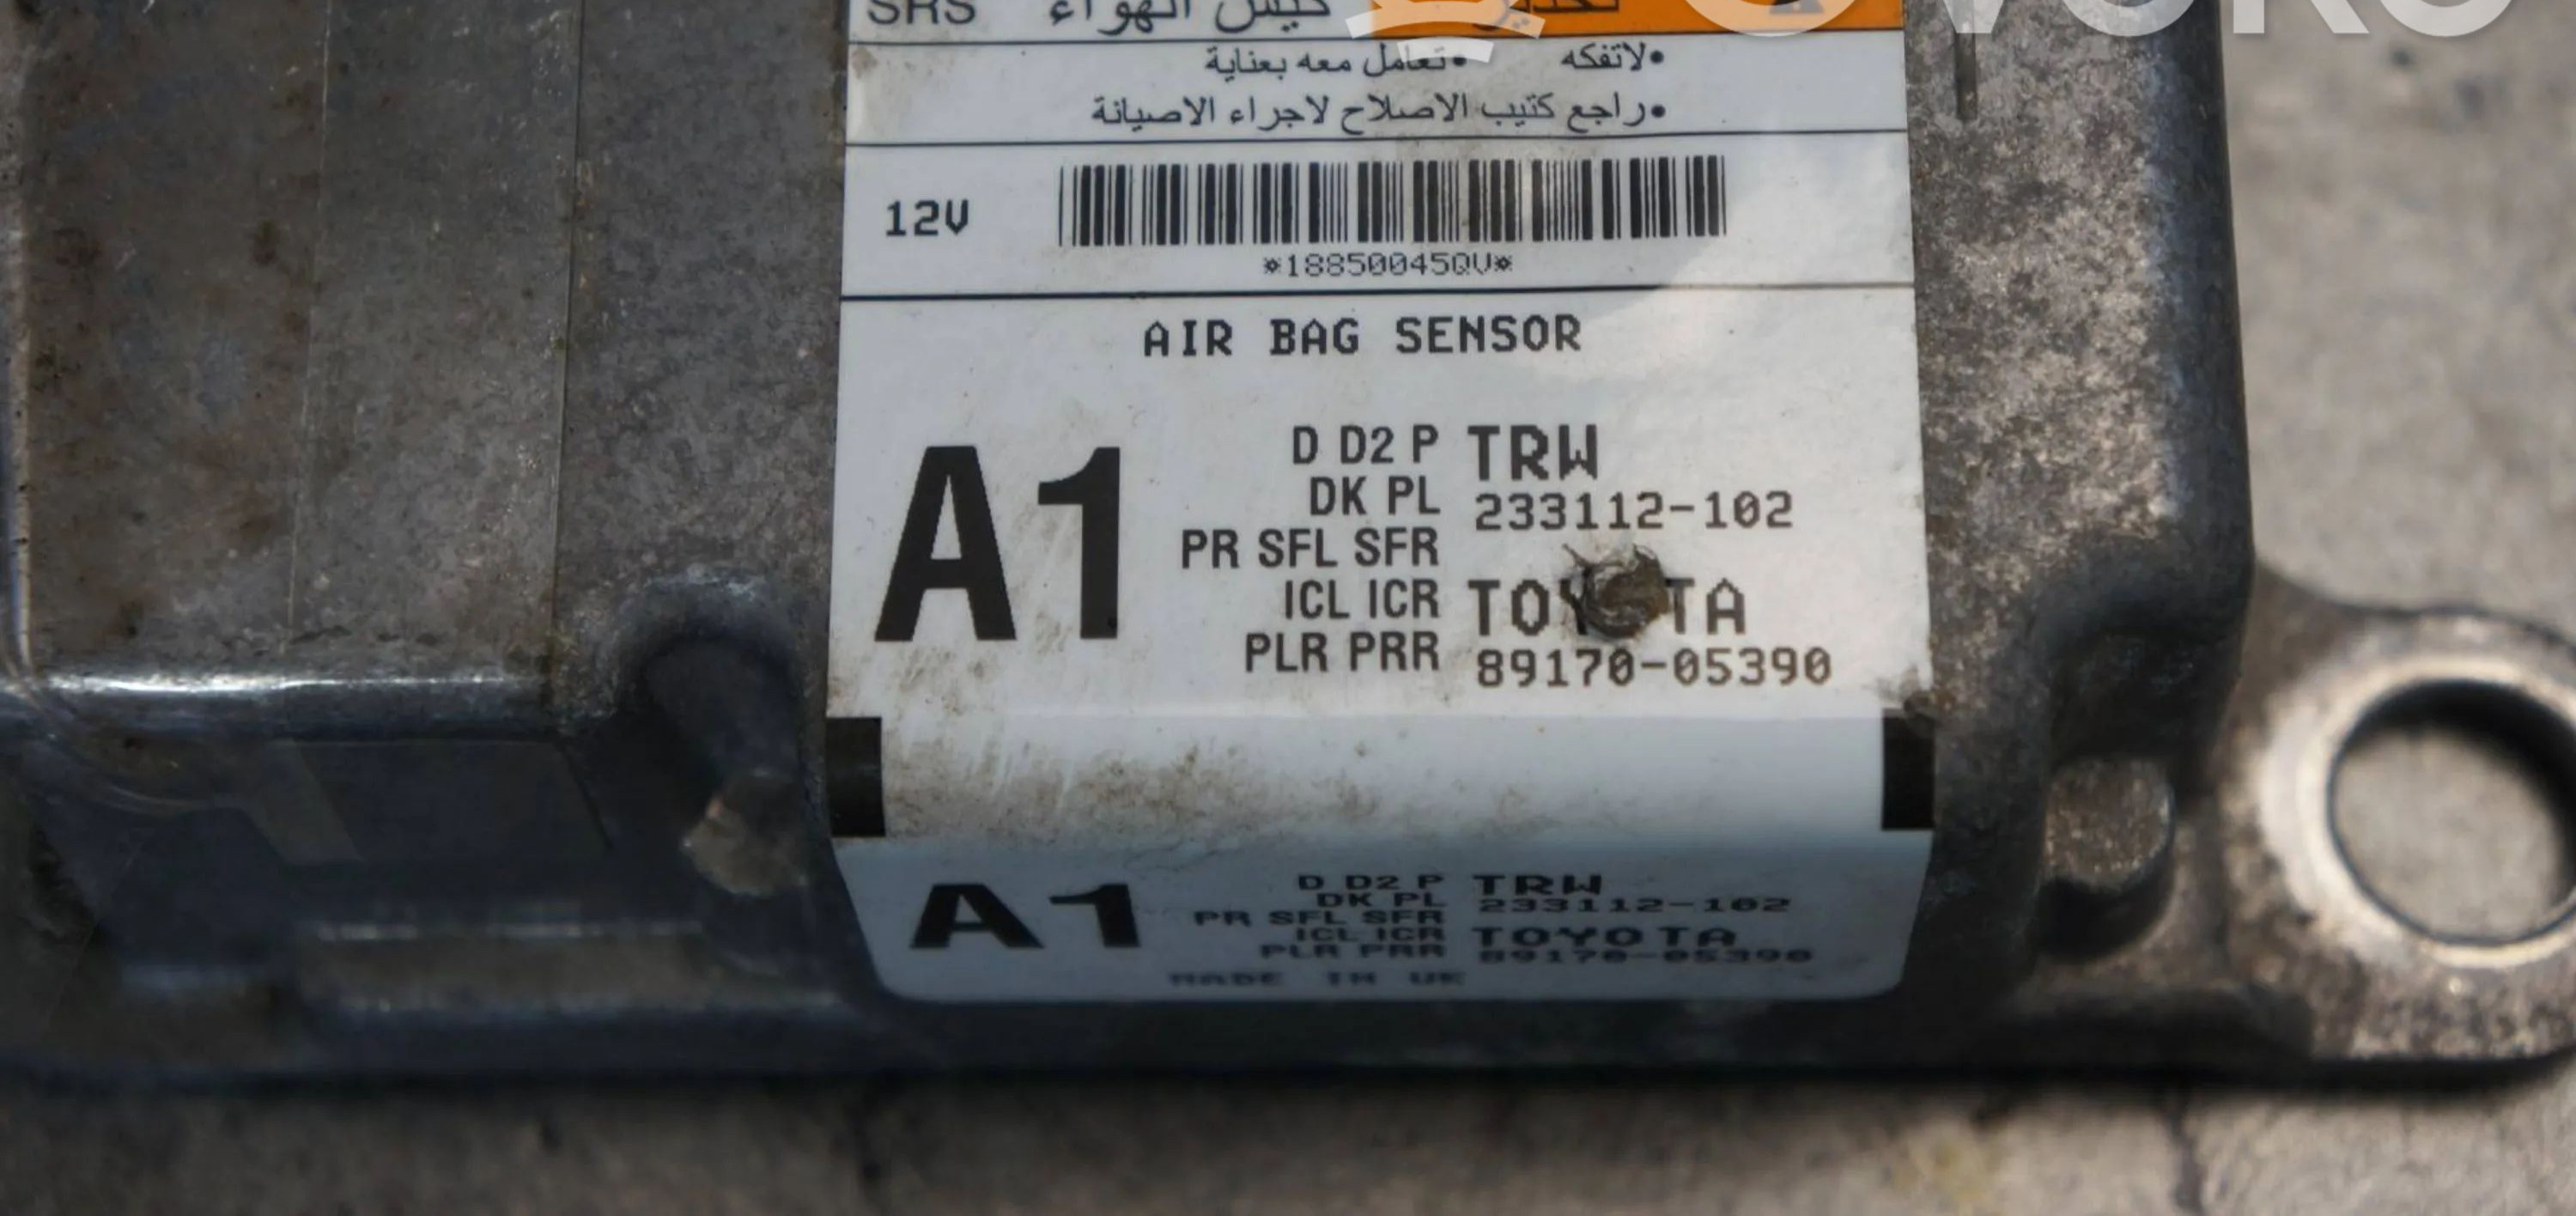 SRS كيس الهواء تحذير
•لاتفكه •تعامل معه بعناية
•راجع كتيب الاصلاح لاجراء الاصيانة
12V
*18850045QV*
AIR BAG SENSOR
A1
D D2 P TRW
DK PL 233112-102
PR SFL SFR
ICL ICR TOYOTA
PLR PRR 89170-05390
A1
D D2 P TRW
DK PL 233112-102
PR SFL SFR
ICL ICR TOYOTA
PLR PRR 89170-05390
MADE IN UK